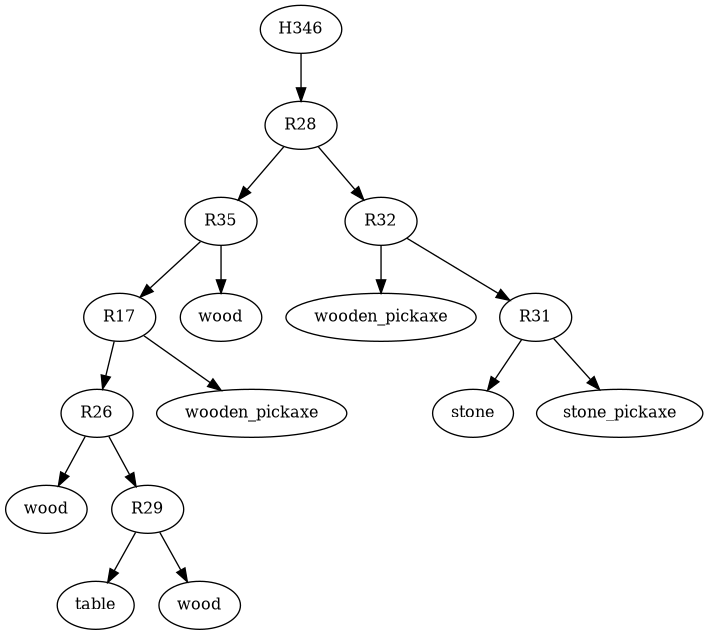 H346
R28
R35
R32
R17
wood
wooden_pickaxe
R31
R26
wooden_pickaxe
stone
stone_pickaxe
wood
R29
table
wood